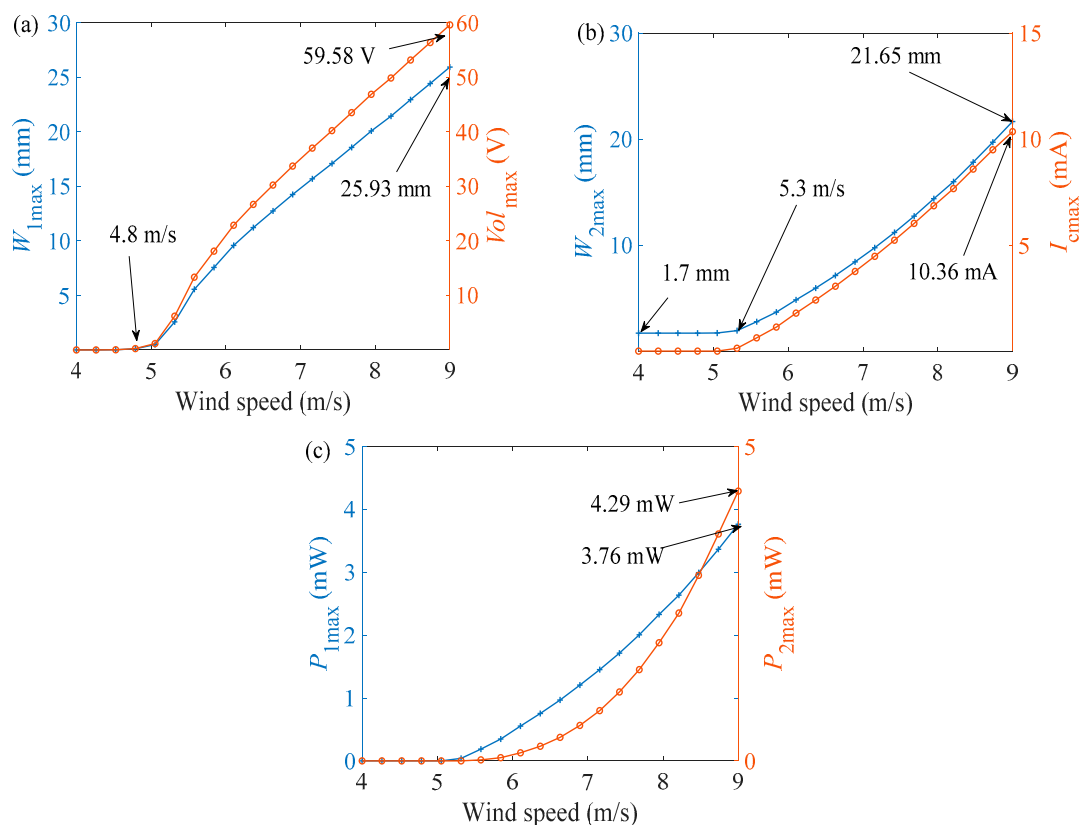 (a)
30
25
20
15
10
5
W1max (mm)
60
50
40
30
20
10
Volmax (V)
59.58 V
25.93 mm
4.8 m/s
4 5 6 7 8 9
Wind speed (m/s)
(b)
30
20
10
W2max (mm)
15
10
5
Icmax (mA)
21.65 mm
5.3 m/s
1.7 mm
10.36 mA
4 5 6 7 8 9
Wind speed (m/s)
(c)
5
4
3
2
1
0
P1max (mW)
5
0
P2max (mW)
4.29 mW
3.76 mW
4 5 6 7 8 9
Wind speed (m/s)